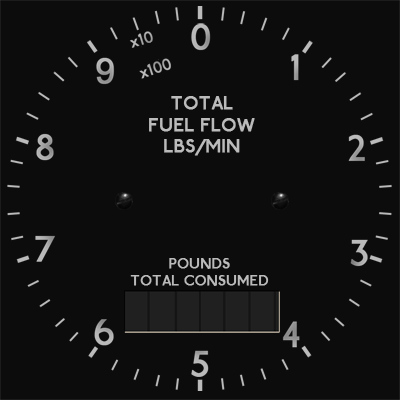 0
1
2
3
4
5
6
7
8
9
x10
x100
TOTAL
FUEL FLOW
LBS/MIN
POUNDS
TOTAL CONSUMED